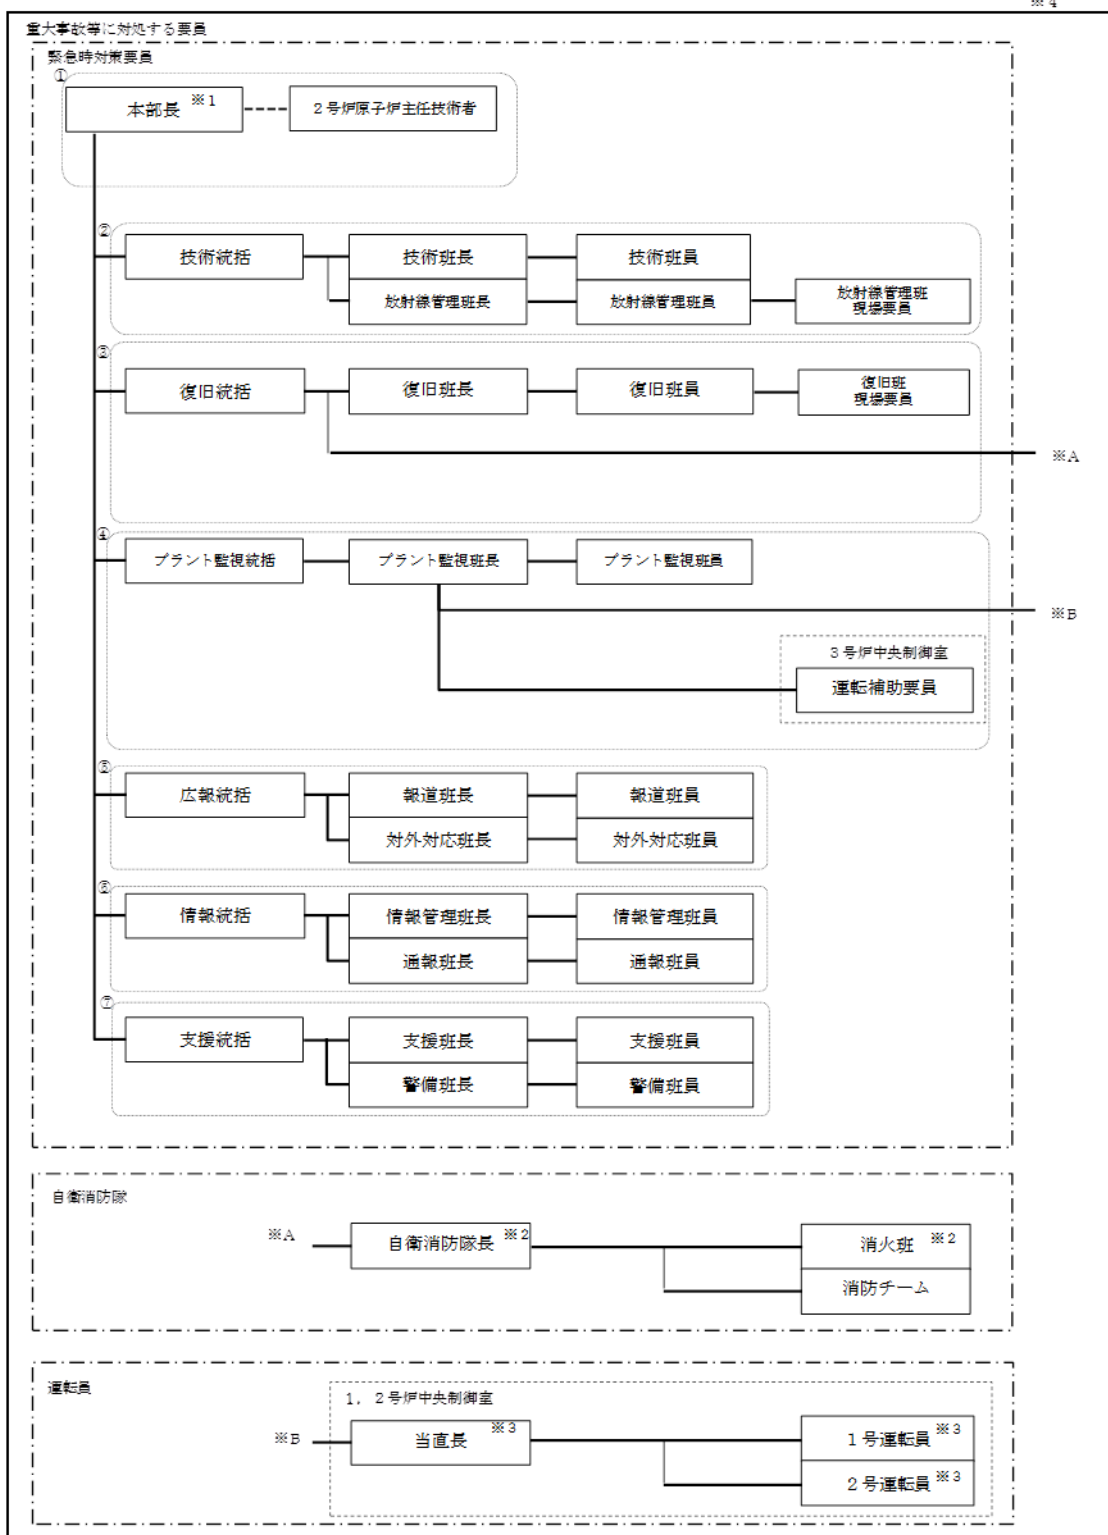 ※4
重大事故等に対処する要員
緊急時対策要員
①
本部長 ※1
2号炉原子炉主任技術者
②
技術統括
技術班長
技術班員
放射線管理班長
放射線管理班員
放射線管理班
現場要員
③
復旧統括
復旧班長
復旧班員
復旧班
現場要員
※A
④
プラント監視統括
プラント監視班長
プラント監視班員
※B
3号炉中央制御室
運転補助要員
⑤
広報統括
報道班長
報道班員
対外対応班長
対外対応班員
⑥
情報統括
情報管理班長
情報管理班員
通報班長
通報班員
⑦
支援統括
支援班長
支援班員
警備班長
警備班員
自衛消防隊
※A
自衛消防隊長 ※2
消火班 ※2
消防チーム
運転員
1，2号炉中央制御室
※B
当直長 ※3
1号運転員 ※3
2号運転員 ※3